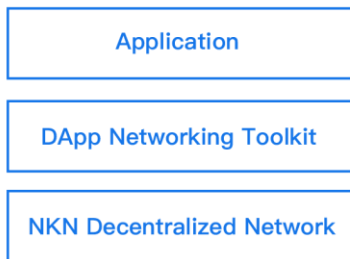 Application
DApp Networking Toolkit
NKN Decentralized Network